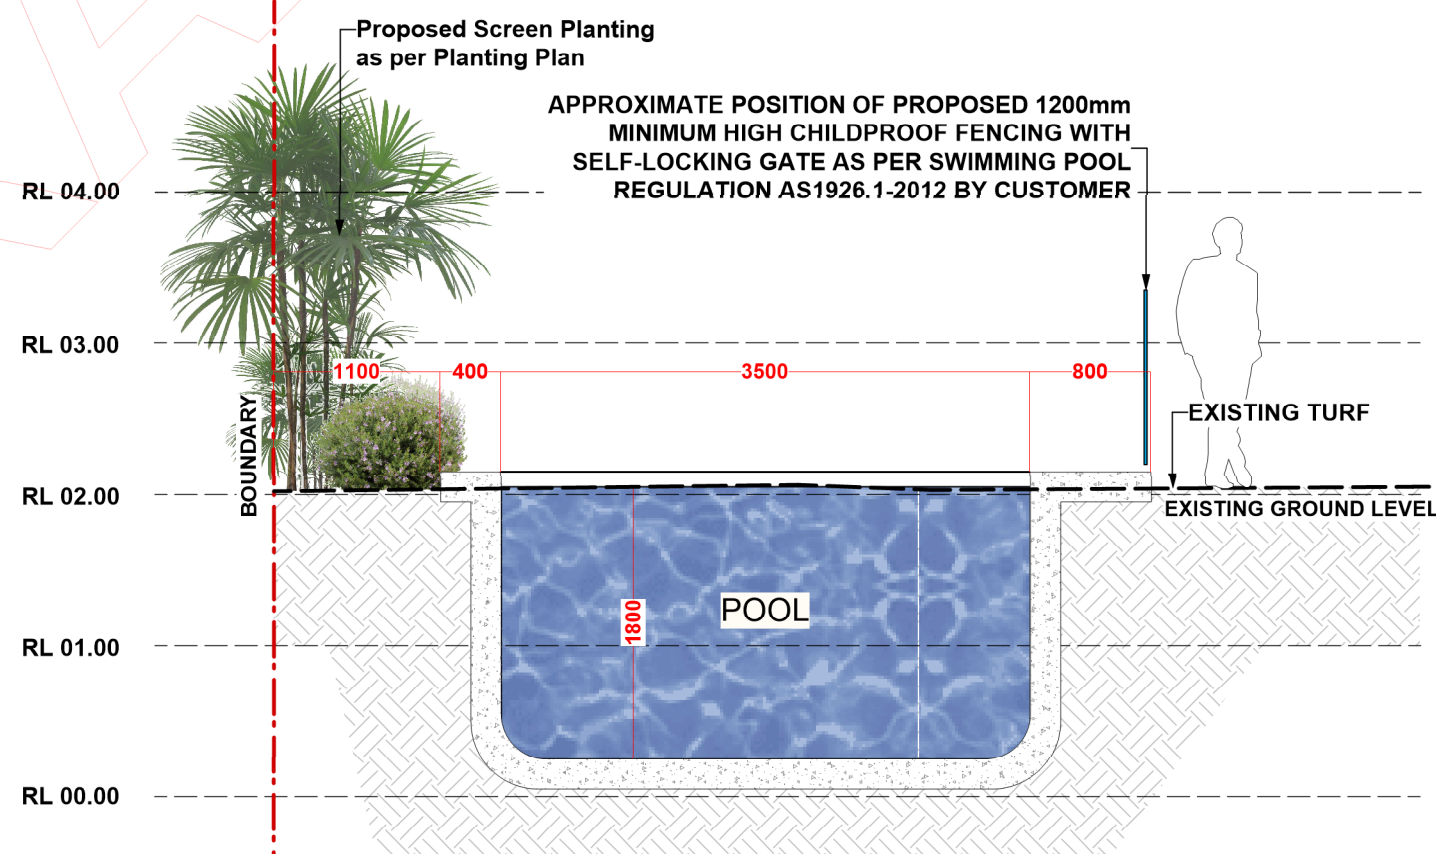 Proposed Screen Planting
as per Planting Plan
APPROXIMATE POSITION OF PROPOSED 1200mm
MINIMUM HIGH CHILDPROOF FENCING WITH
SELF-LOCKING GATE AS PER SWIMMING POOL
REGULATION AS1926.1-2012 BY CUSTOMER
RL 04.00
RL 03.00
1100
400
3500
800
BOUNDARY
EXISTING TURF
RL 02.00
EXISTING GROUND LEVEL
POOL
1800
RL 01.00
RL 00.00